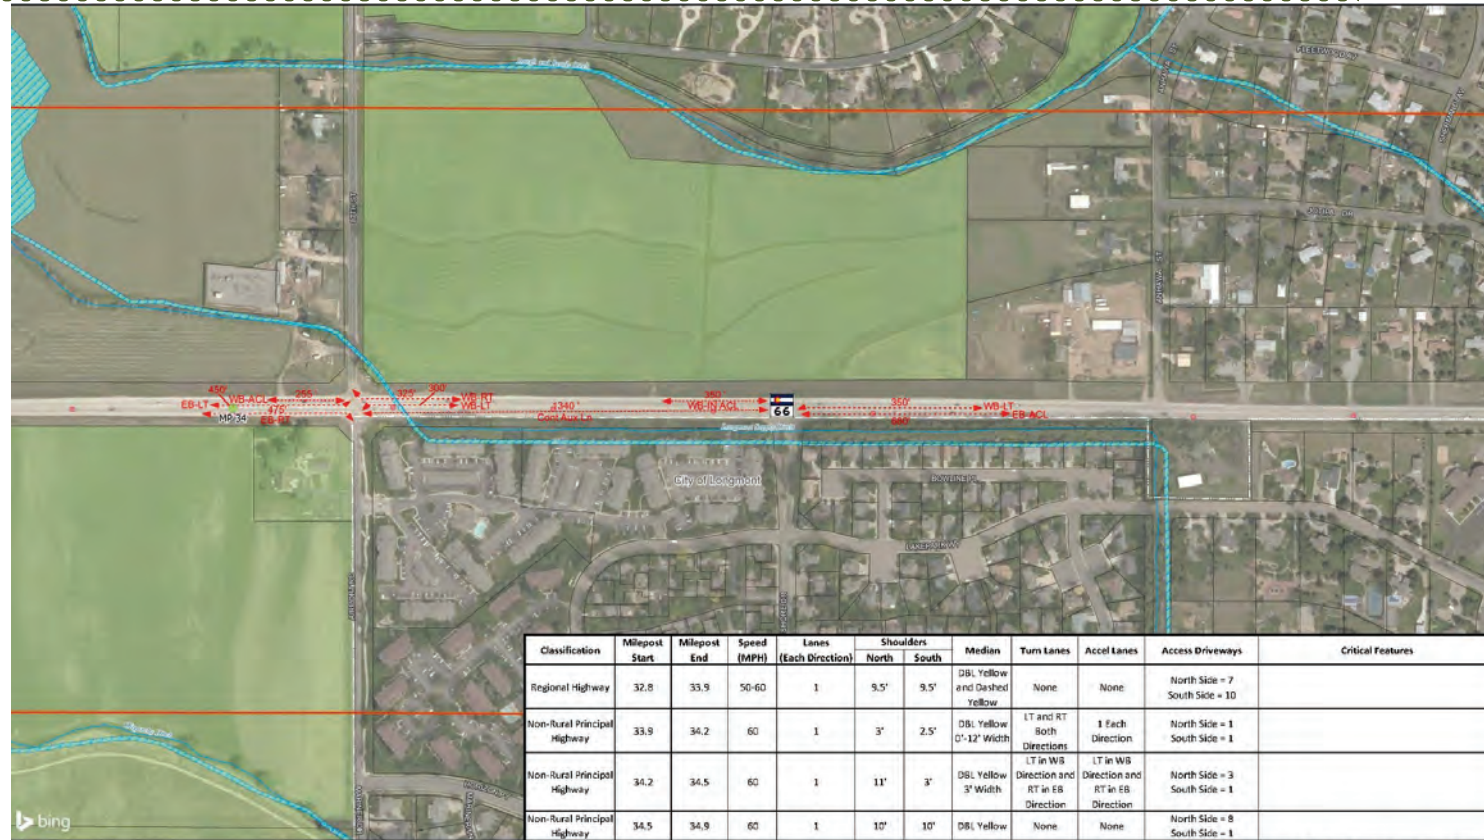 FIELDWOOD CT
450'
255'
WB-ACL
EB-LT
475'
EB-RT
MP 34
325'
300'
WB-RT
WB-LT
1340'
Cont Aux Ln
350'
WB-IN ACL
66
350'
WB-LT
EB-ACL
660'
City of Longmont
BOWLINE PL
Classification
Milepost Start
Milepost End
Speed (MPH)
Lanes (Each Direction)
Shoulders
North
South
Median
Turn Lanes
Accel Lanes
Access Driveways
Critical Features
Regional Highway
32.8
33.9
50-60
1
9.5'
9.5'
DBL Yellow
and Dashed
Yellow
None
None
North Side = 7
South Side = 10
Non-Rural Principal
Highway
33.9
34.2
60
1
3'
2.5'
DBL Yellow
0'-12' Width
LT and RT
Both
Directions
1 Each
Direction
North Side = 1
South Side = 1
Non-Rural Principal
Highway
34.2
34.5
60
1
11'
3'
DBL Yellow
3' Width
LT in WB
Direction and
RT in EB
Direction
LT in WB
Direction and
RT in EB
Direction
North Side = 3
South Side = 1
Non-Rural Principal
Highway
34.5
34.9
60
1
10'
10'
DBL Yellow
None
None
North Side = 8
South Side = 1
bing